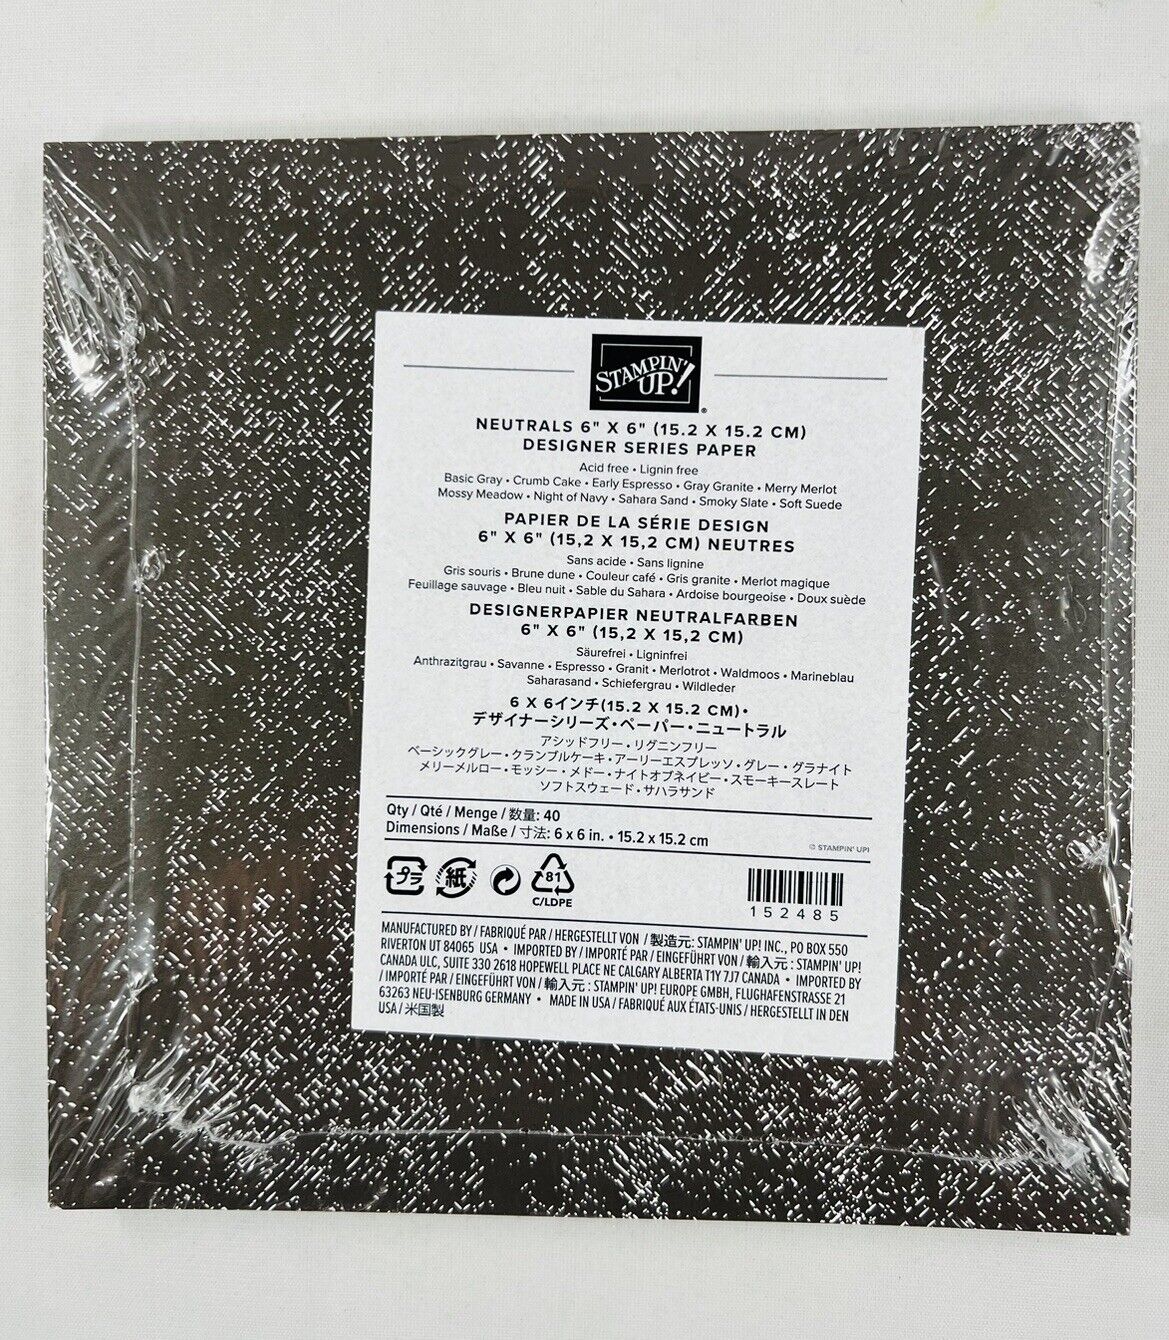 STAMPIN' UP!®
NEUTRALS 6" X 6" (15.2 X 15.2 CM)
DESIGNER SERIES PAPER
Acid free • Lignin free
Basic Gray • Crumb Cake • Early Espresso • Gray Granite • Merry Merlot
Mossy Meadow • Night of Navy • Sahara Sand • Smoky Slate • Soft Suede
PAPIER DE LA SÉRIE DESIGN
6" X 6" (15,2 X 15,2 CM) NEUTRES
Sans acide • Sans lignine
Gris souris • Brune dune • Couleur café • Gris granite • Merlot magique
Feuillage sauvage • Bleu nuit • Sable du Sahara • Ardoise bourgeoise • Doux suède
DESIGNERPAPIER NEUTRALFARBEN
6" X 6" (15,2 X 15,2 CM)
Säurefrei • Ligninfrei
Anthrazitgrau • Savanne • Espresso • Granit • Merlotrot • Waldmoos • Marineblau
Saharasand • Schiefergrau • Wildleder
6 X 6インチ(15.2 X 15.2 CM)•
デザイナーシリーズ・ペーパー・ニュートラル
アシッドフリー・リグニンフリー
ベーシックグレー・クランブルケーキ・アーリーエスプレッソ・グレー・グラナイト
メリーメルロー・モッシー・メドー・ナイトオブネイビー・スモーキースレート
ソフトスウェード・サハラサンド
Qty / Qté / Menge / 数量: 40
Dimensions / Maße / 寸法: 6 x 6 in. • 15.2 x 15.2 cm
© STAMPIN' UP!
プラ
紙
81
C/LDPE
152485
MANUFACTURED BY / FABRIQUÉ PAR / HERGESTELLT VON / 製造元: STAMPIN' UP! INC., PO BOX 550
RIVERTON UT 84065 USA • IMPORTED BY / IMPORTÉ PAR / EINGEFÜHRT VON / 輸入元 : STAMPIN' UP!
CANADA ULC, SUITE 330 2618 HOPEWELL PLACE NE CALGARY ALBERTA T1Y 7J7 CANADA • IMPORTED BY
/ IMPORTÉ PAR / EINGEFÜHRT VON / 輸入元 : STAMPIN' UP! EUROPE GMBH, FLUGHAFENSTRASSE 21
63263 NEU-ISENBURG GERMANY • MADE IN USA / FABRIQUÉ AUX ÉTATS-UNIS / HERGESTELLT IN DEN
USA / 米国製